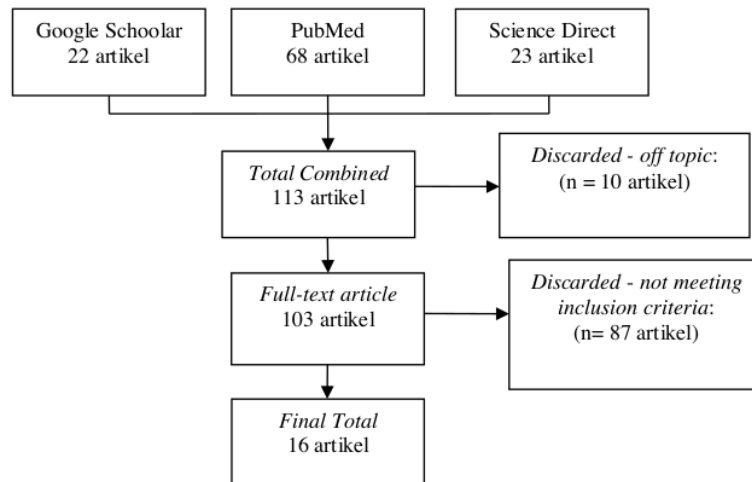 Google Schoolar
22 artikel
PubMed
68 artikel
Science Direct
23 artikel
Total Combined
113 artikel
Discarded - off topic:
(n = 10 artikel)
Full-text article
103 artikel
Discarded - not meeting
inclusion criteria:
(n= 87 artikel)
Final Total
16 artikel